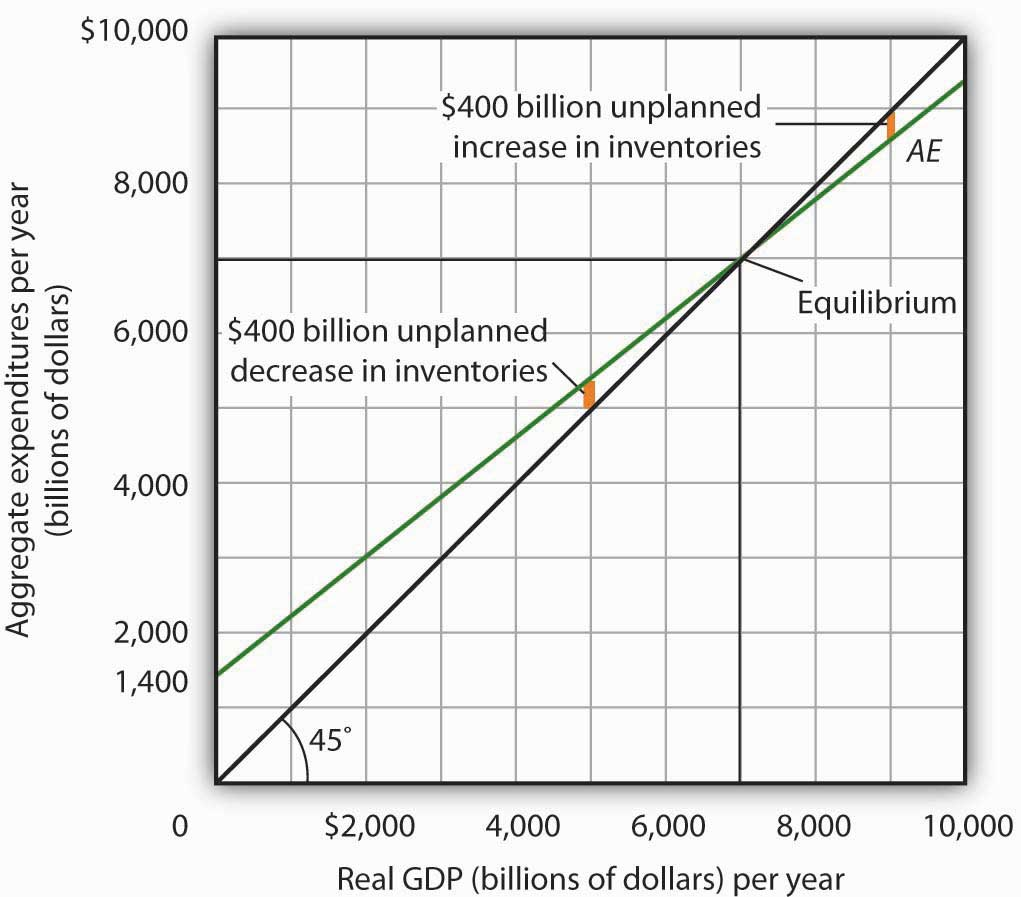 $10,000
$400 billion unplanned
increase in inventories
AE
8,000
Equilibrium
6,000
$400 billion unplanned
decrease in inventories
4,000
2,000
1,400
45°
0
$2,000
4,000
6,000
8,000
10,000
Real GDP (billions of dollars) per year
Aggregate expenditures per year
(billions of dollars)